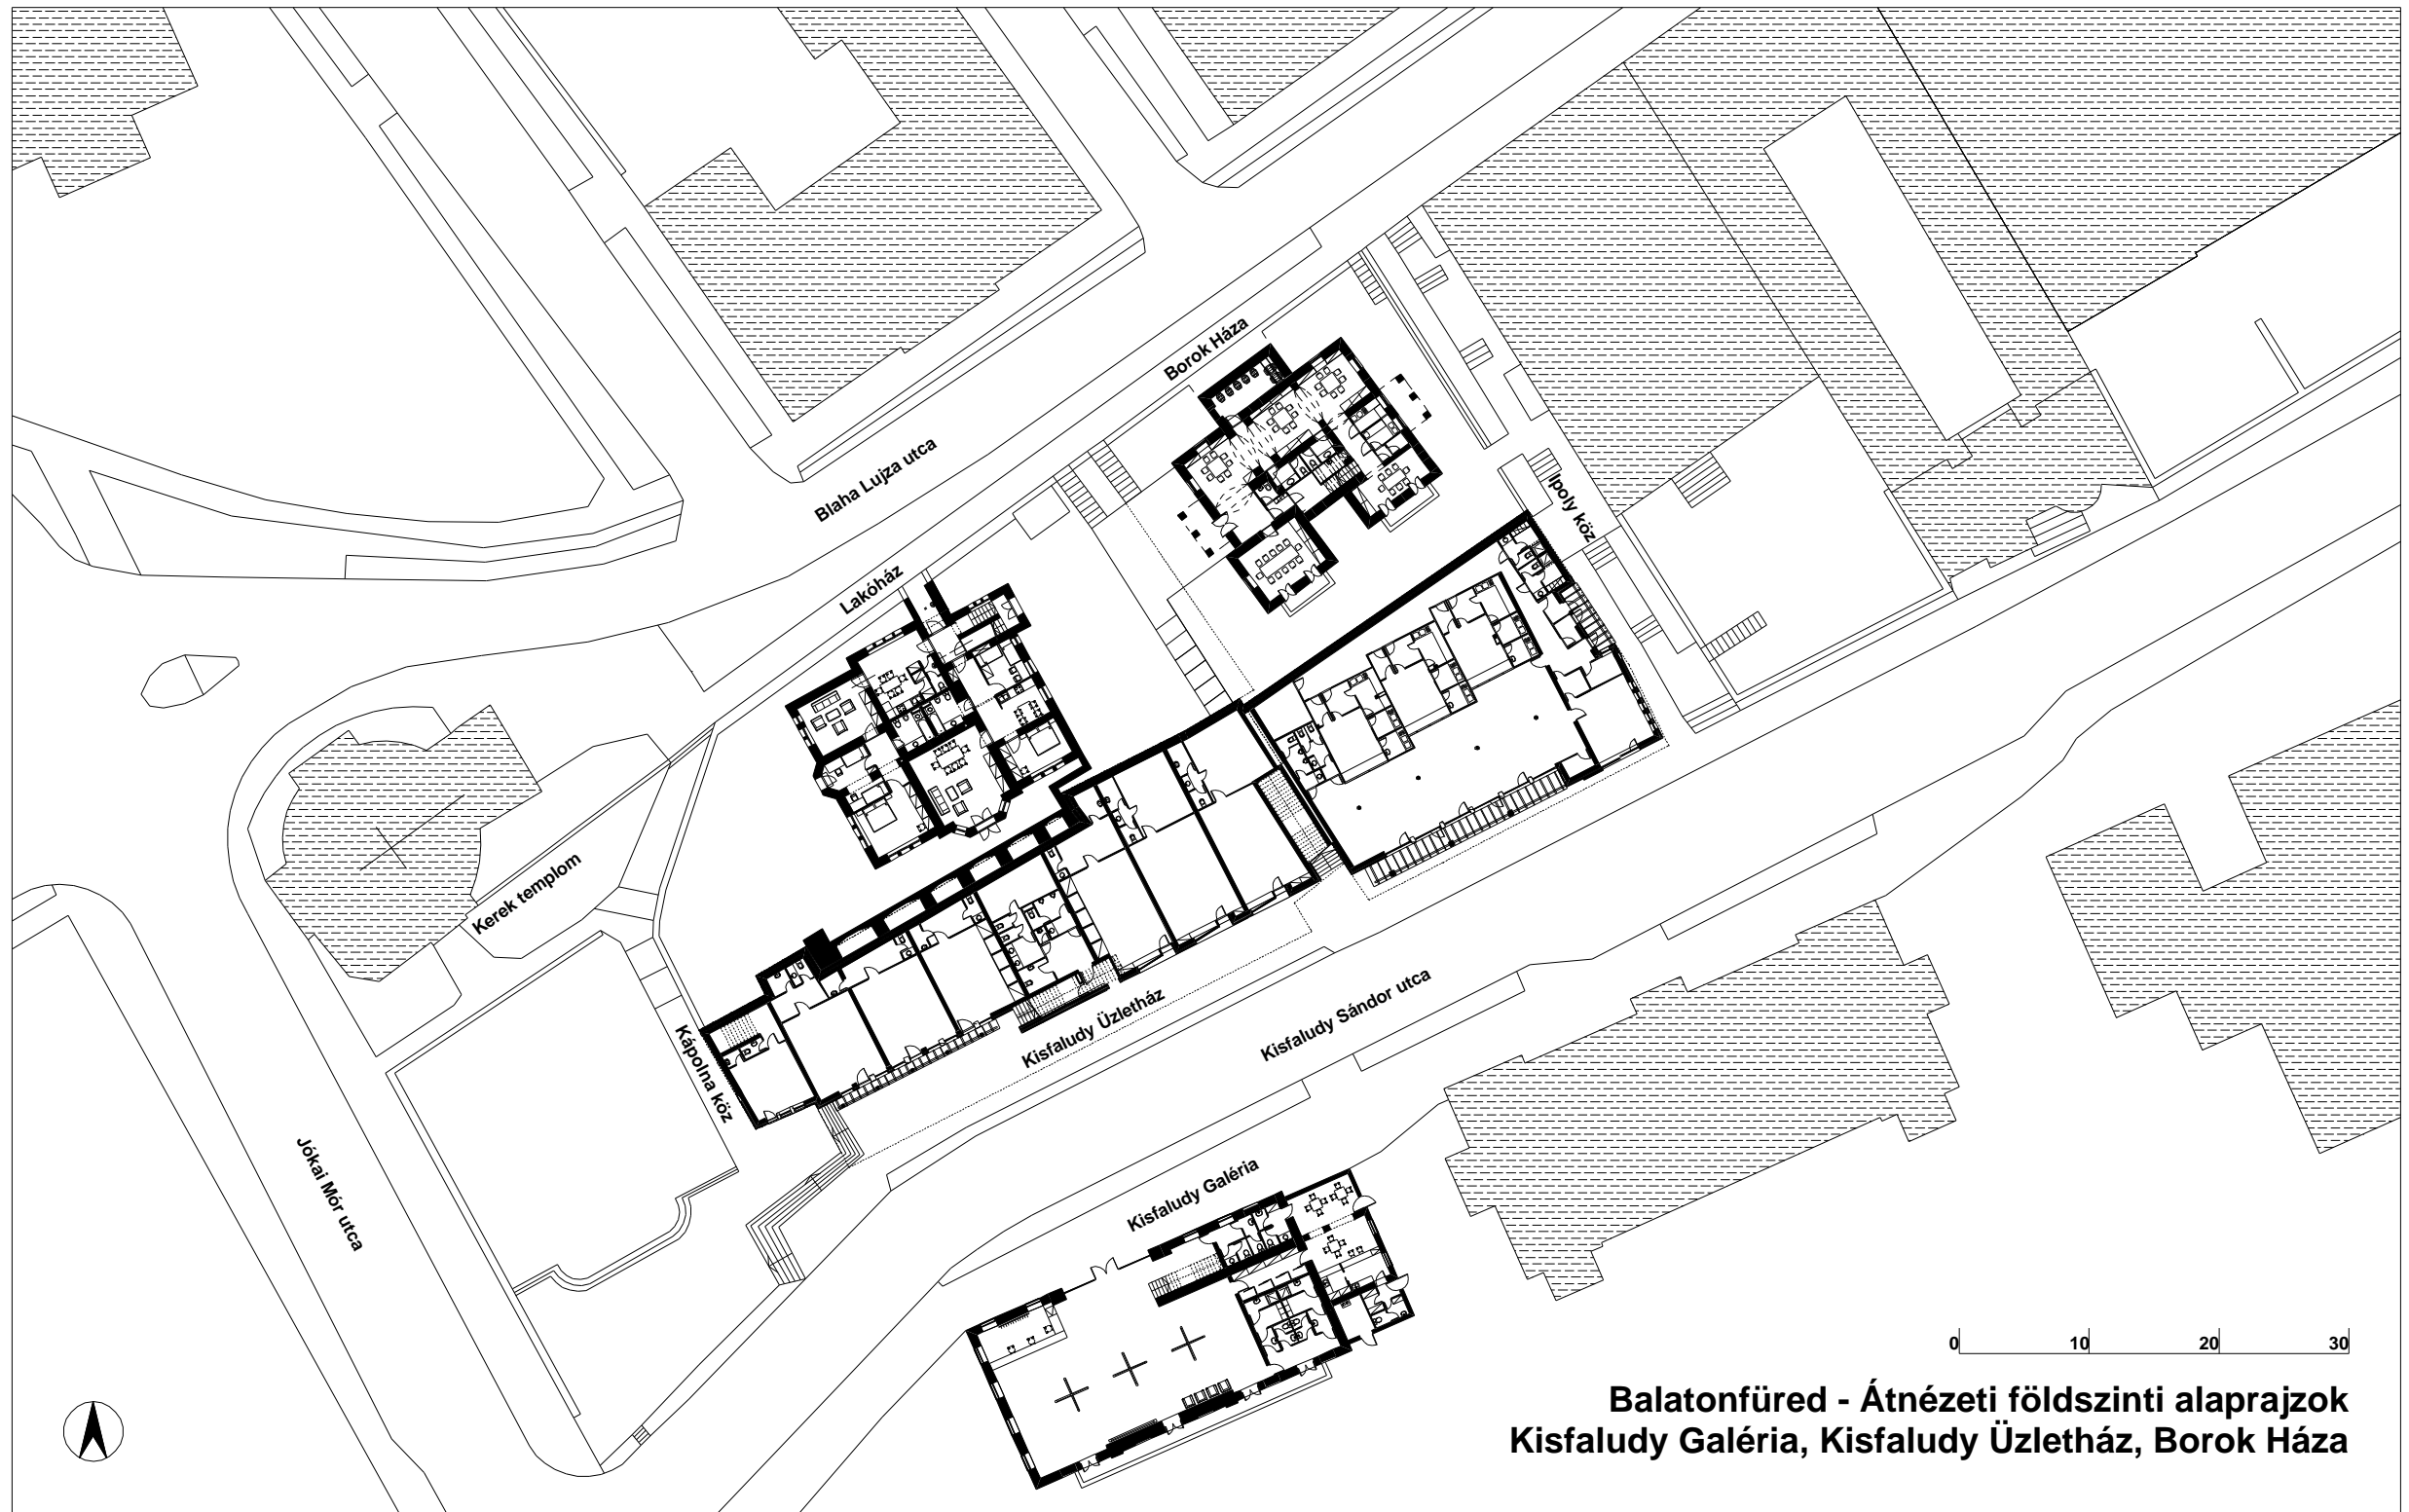 Borok Háza
Blaha Lujza utca
Ipoly köz
Lakóház
Kerek templom
Kisfaludy Üzletház
Kisfaludy Sándor utca
Kápolna köz
Jókai Mór utca
Kisfaludy Galéria
0 10 20 30
Balatonfüred - Átnézeti földszinti alaprajzok
Kisfaludy Galéria, Kisfaludy Üzletház, Borok Háza